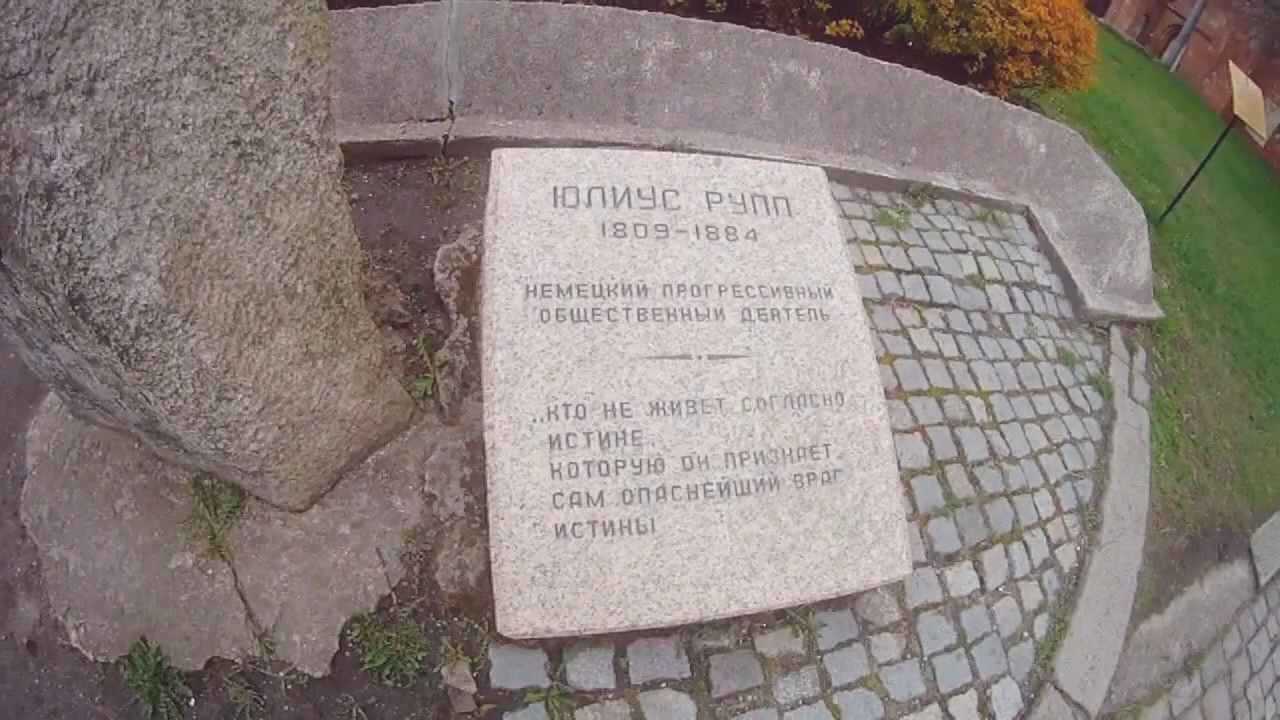 ЮЛИУС РУПП
1809-1884
НЕМЕЦКИЙ ПРОГРЕССИВНЫЙ
ОБЩЕСТВЕННЫЙ ДЕЯТЕЛЬ
„КТО НЕ ЖИВЕТ СОГЛАСНО
ИСТИНЕ,
КОТОРУЮ ОН ПРИЗНАЕТ,
САМ ОПАСНЕЙШИЙ ВРАГ
ИСТИНЫ